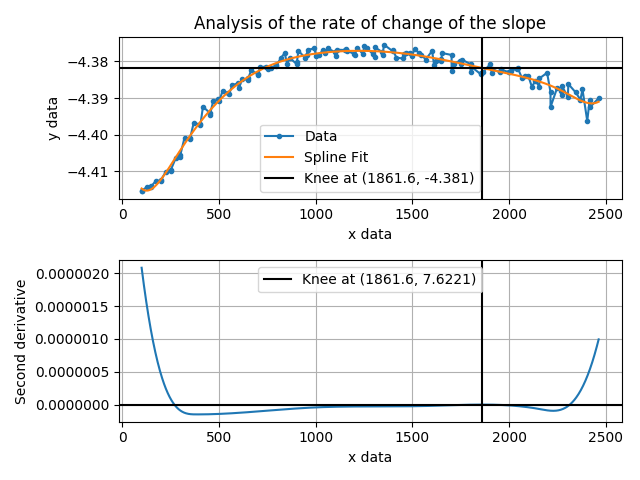 Analysis of the rate of change of the slope
−4.38
−4.39
−4.40
−4.41
y data
Data
Spline Fit
Knee at (1861.6, -4.381)
0 500 1000 1500 2000 2500
x data
0.0000020
0.0000015
0.0000010
0.0000005
0.0000000
Second derivative
Knee at (1861.6, 7.6221)
0 500 1000 1500 2000 2500
x data